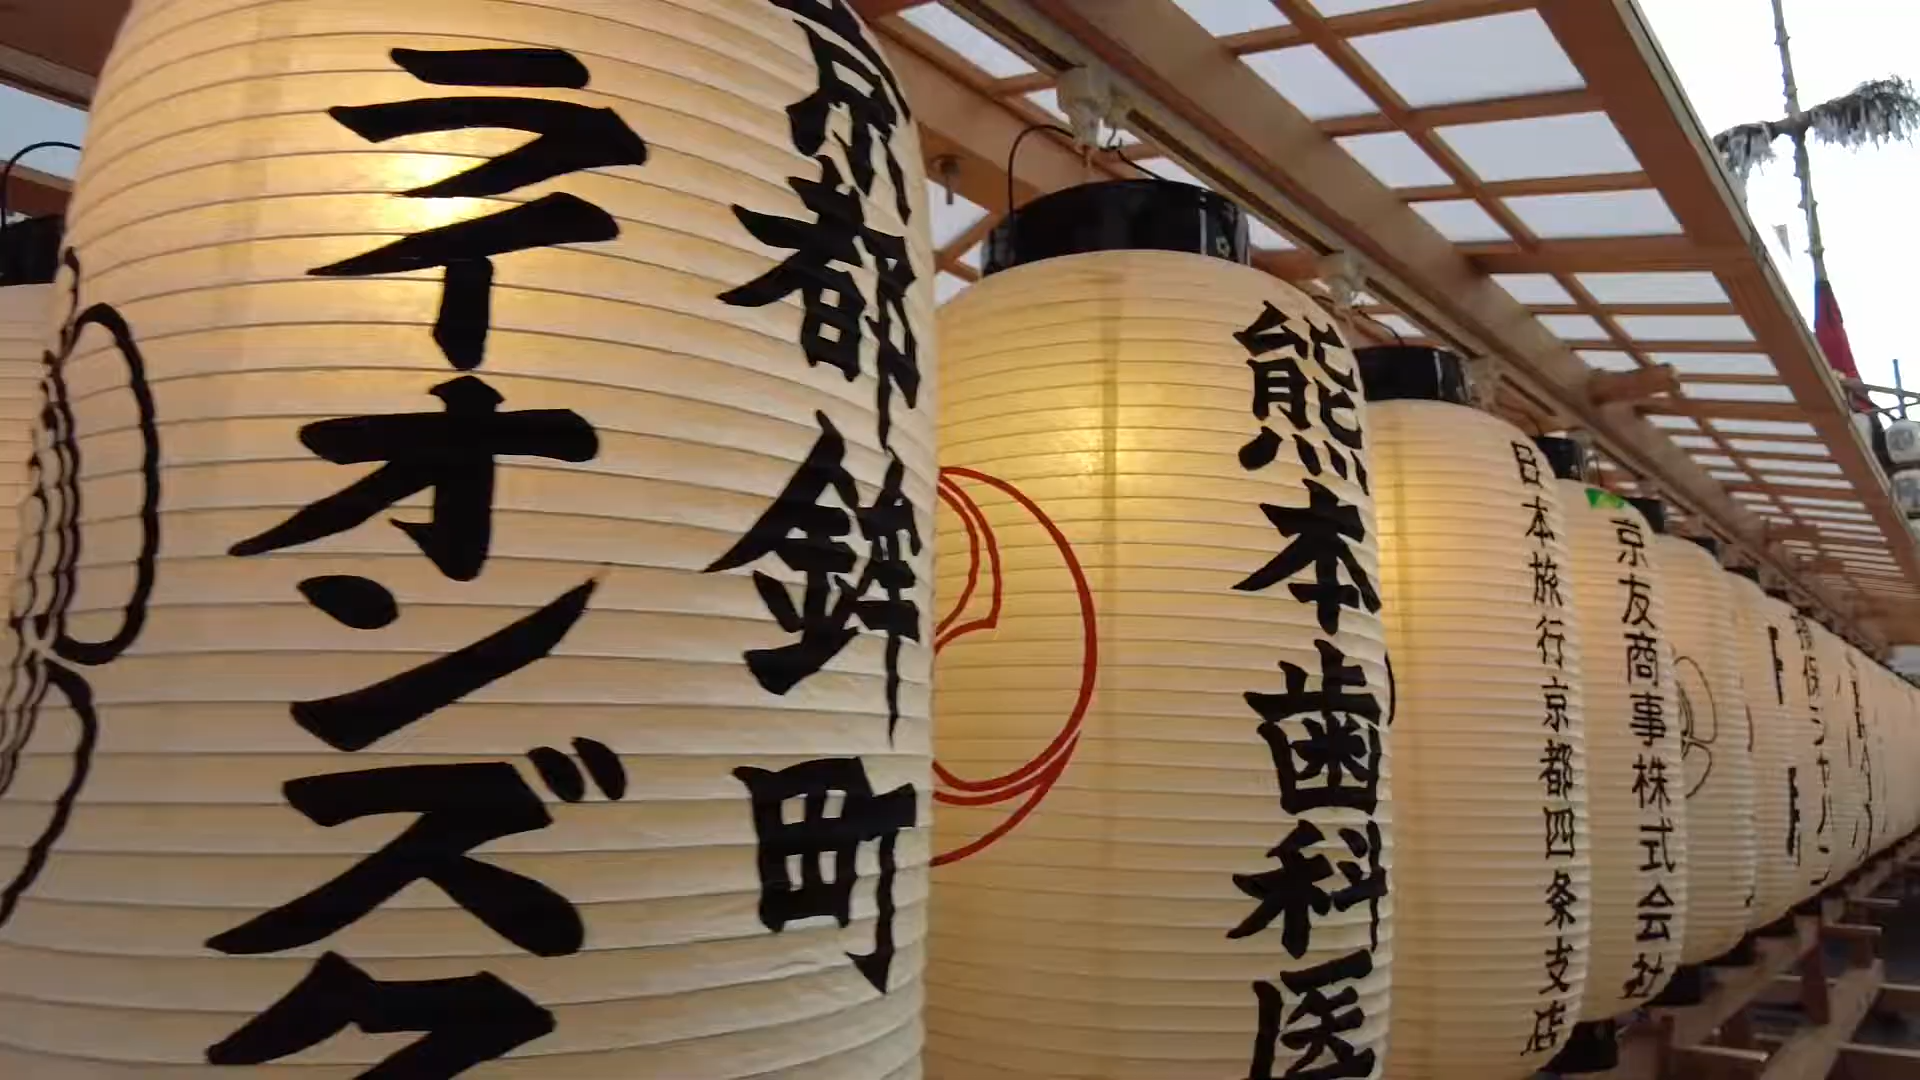 京都鉾町
ライオンズク
熊本歯科医
日本旅行京都四条支店
京友商事株式会社